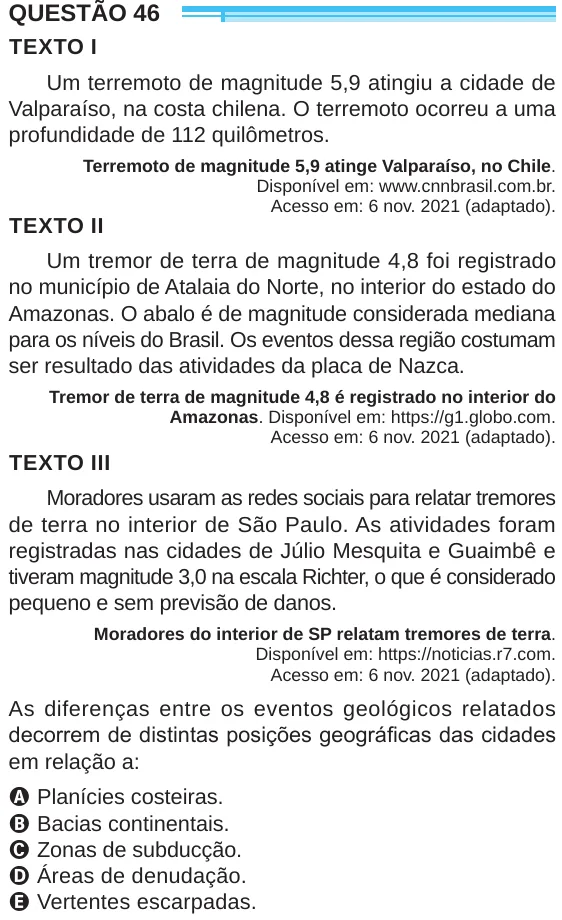 QUESTÃO 46
TEXTO I
Um terremoto de magnitude 5,9 atingiu a cidade de
Valparaíso, na costa chilena. O terremoto ocorreu a uma
profundidade de 112 quilômetros.
Terremoto de magnitude 5,9 atinge Valparaíso, no Chile.
Disponível em: www.cnnbrasil.com.br.
Acesso em: 6 nov. 2021 (adaptado).
TEXTO II
Um tremor de terra de magnitude 4,8 foi registrado
no município de Atalaia do Norte, no interior do estado do
Amazonas. O abalo é de magnitude considerada mediana
para os níveis do Brasil. Os eventos dessa região costumam
ser resultado das atividades da placa de Nazca.
Tremor de terra de magnitude 4,8 é registrado no interior do
Amazonas. Disponível em: https://g1.globo.com.
Acesso em: 6 nov. 2021 (adaptado).
TEXTO III
Moradores usaram as redes sociais para relatar tremores
de terra no interior de São Paulo. As atividades foram
registradas nas cidades de Júlio Mesquita e Guaimbê e
tiveram magnitude 3,0 na escala Richter, o que é considerado
pequeno e sem previsão de danos.
Moradores do interior de SP relatam tremores de terra.
Disponível em: https://noticias.r7.com.
Acesso em: 6 nov. 2021 (adaptado).
As diferenças entre os eventos geológicos relatados
decorrem de distintas posições geográficas das cidades
em relação a:
A Planícies costeiras.
B Bacias continentais.
C Zonas de subducção.
D Áreas de denudação.
E Vertentes escarpadas.